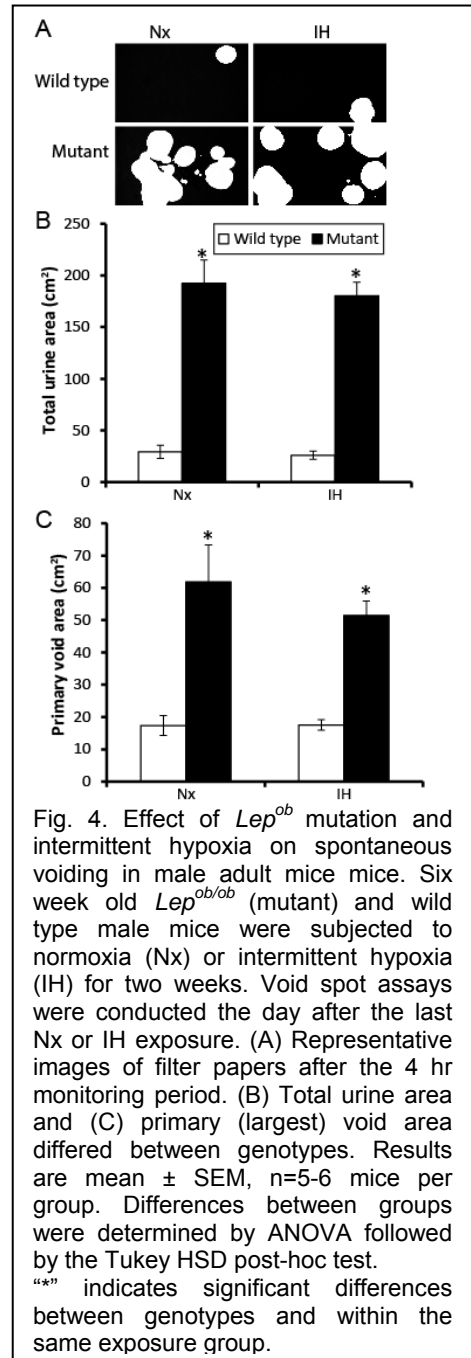 A
Nx IH
Wild type
Mutant
B
Wild type Mutant
Total urine area (cm²)
250
200
150
100
50
0
* *
Nx IH
C
Primary void area (cm²)
80
70
60
50
40
30
20
10
0
* *
Nx IH
Fig. 4. Effect of Lep^ob mutation and
intermittent hypoxia on spontaneous
voiding in male adult mice mice. Six
week old Lep^ob/ob (mutant) and wild
type male mice were subjected to
normoxia (Nx) or intermittent hypoxia
(IH) for two weeks. Void spot assays
were conducted the day after the last
Nx or IH exposure. (A) Representative
images of filter papers after the 4 hr
monitoring period. (B) Total urine area
and (C) primary (largest) void area
differed between genotypes. Results
are mean ± SEM, n=5-6 mice per
group. Differences between groups
were determined by ANOVA followed
by the Tukey HSD post-hoc test.
“*” indicates significant differences
between genotypes and within the
same exposure group.